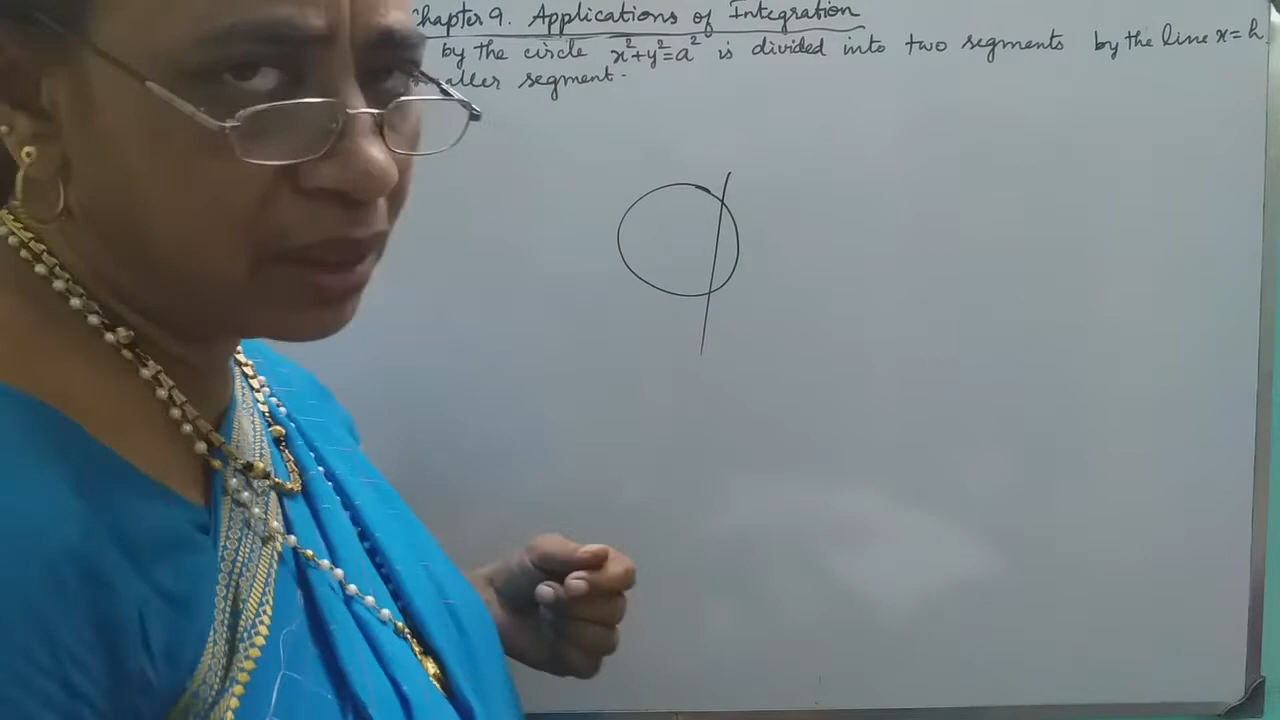 Chapter 9. Applications of Integration
by the circle x²+y²=a² is divided into two segments by the line x=h
segment.